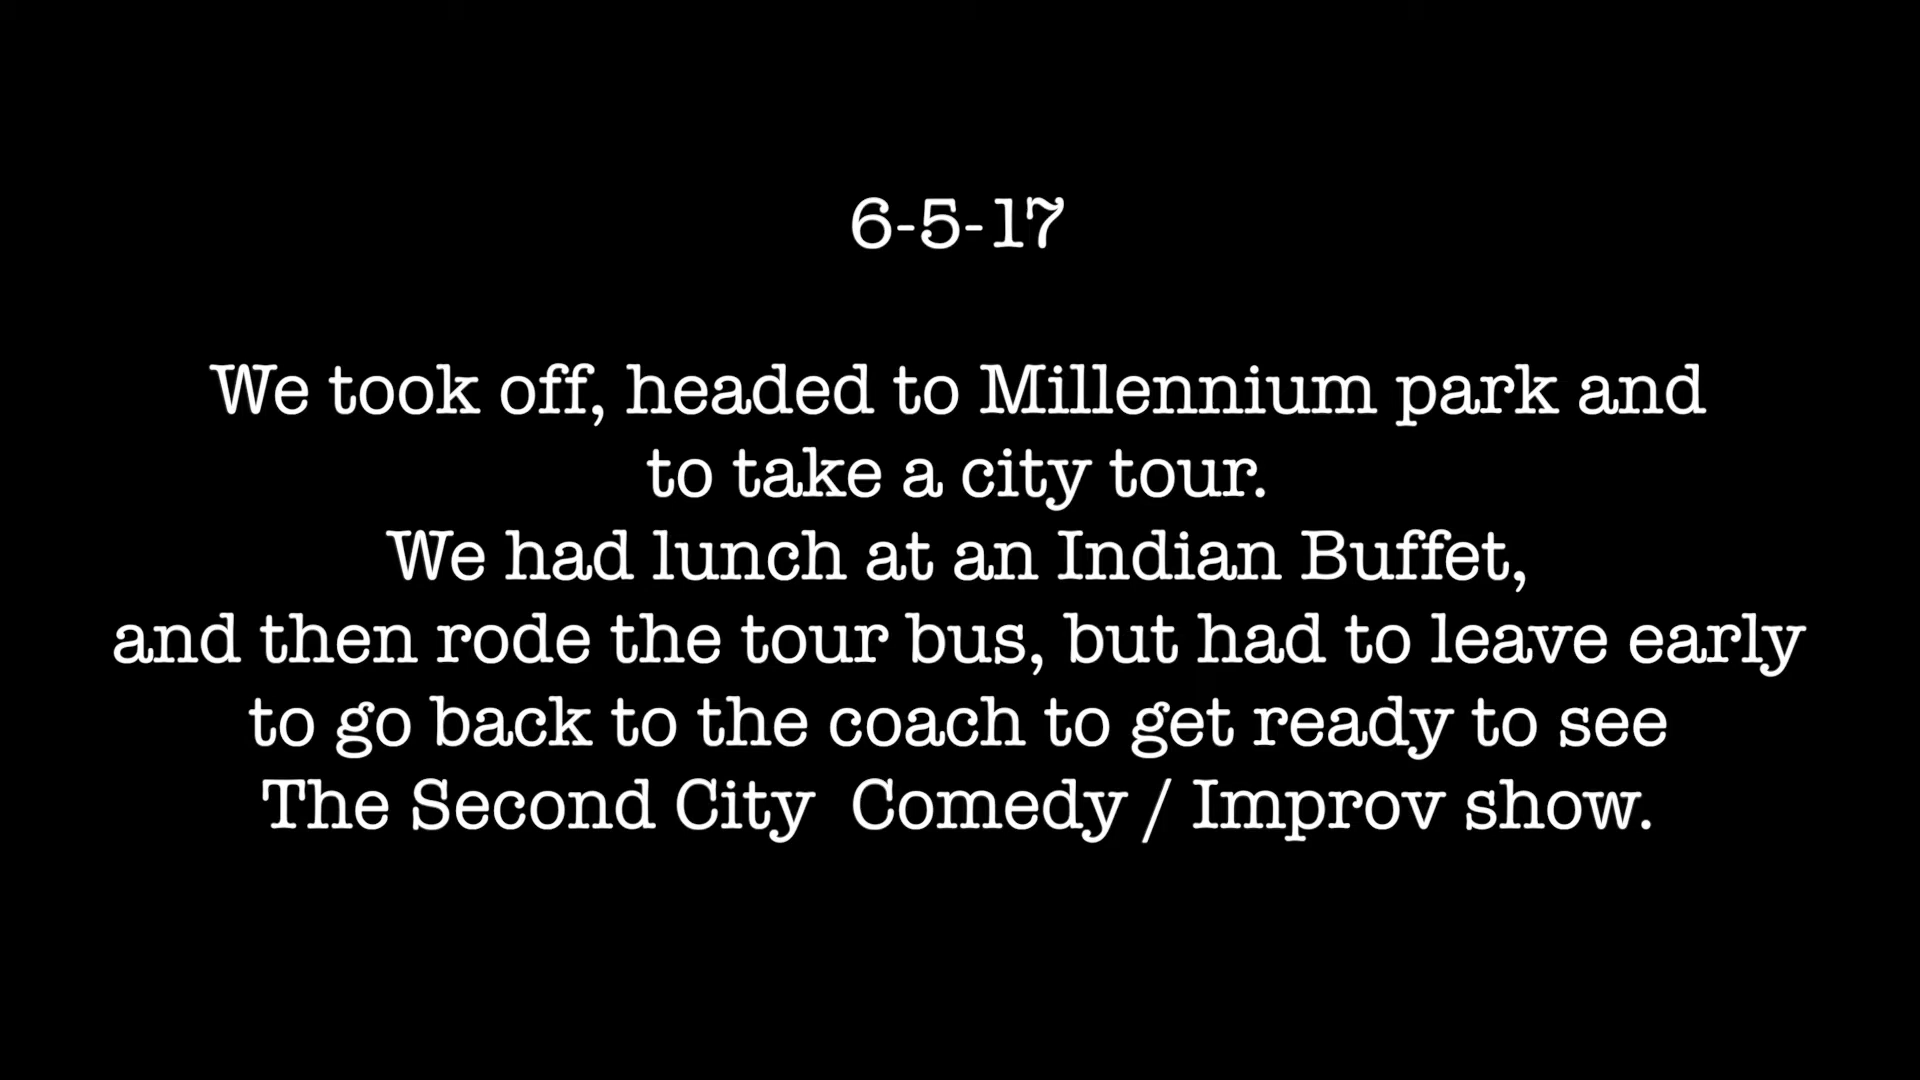 6-5-17
We took off, headed to Millennium park and
to take a city tour.
We had lunch at an Indian Buffet,
and then rode the tour bus, but had to leave early
to go back to the coach to get ready to see
The Second City  Comedy / Improv show.